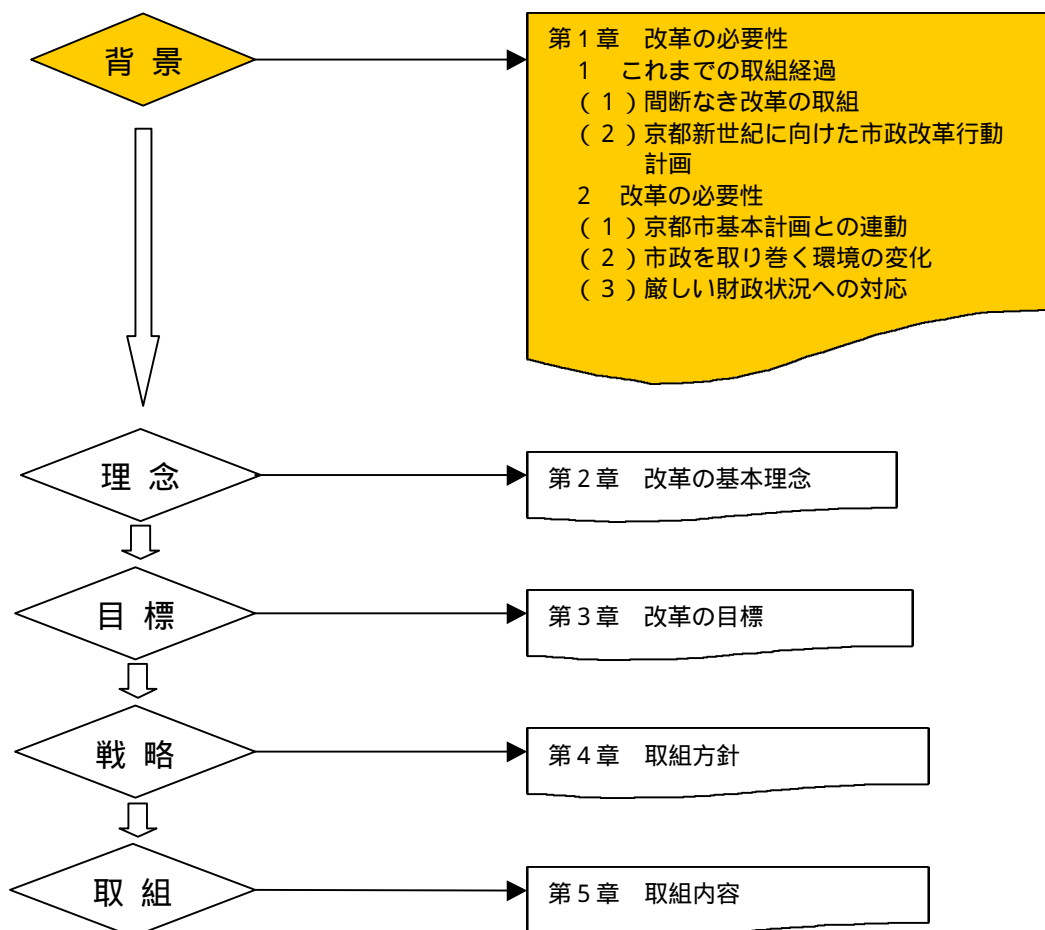 背 景
第1章　改革の必要性
1　これまでの取組経過
(1)間断なき改革の取組
(2)京都新世紀に向けた市政改革行動
計画
2　改革の必要性
(1)京都市基本計画との連動
(2)市政を取り巻く環境の変化
(3)厳しい財政状況への対応
理 念
第2章　改革の基本理念
目 標
第3章　改革の目標
戦 略
第4章　取組方針
取 組
第5章　取組内容